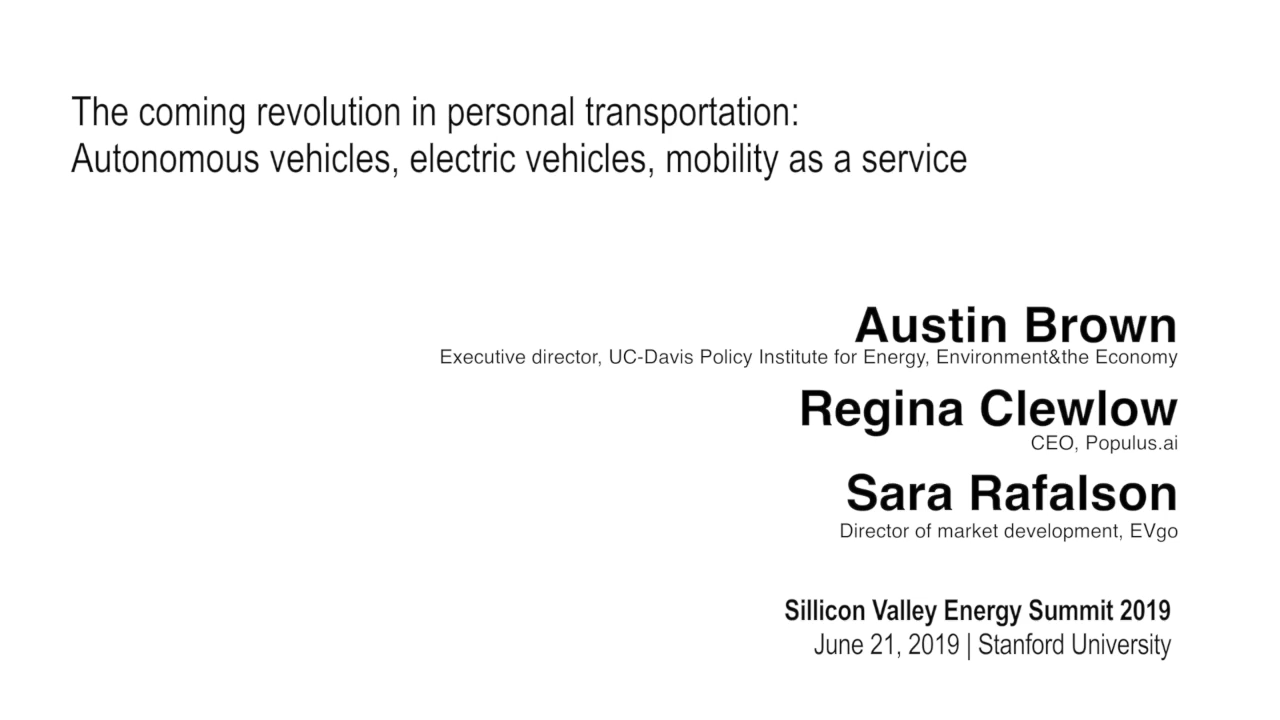 The coming revolution in personal transportation:
Autonomous vehicles, electric vehicles, mobility as a service
Austin Brown
Executive director, UC-Davis Policy Institute for Energy, Environment&the Economy
Regina Clewlow
CEO, Populus.ai
Sara Rafalson
Director of market development, EVgo
Sillicon Valley Energy Summit 2019
June 21, 2019 | Stanford University